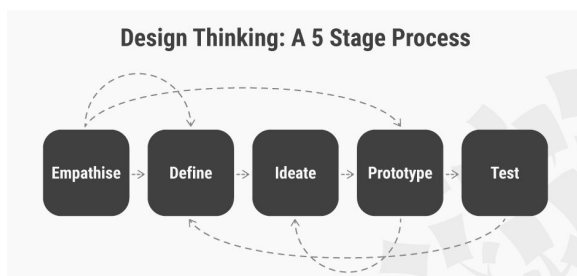 Design Thinking: A 5 Stage Process
Empathise
Define
Ideate
Prototype
Test